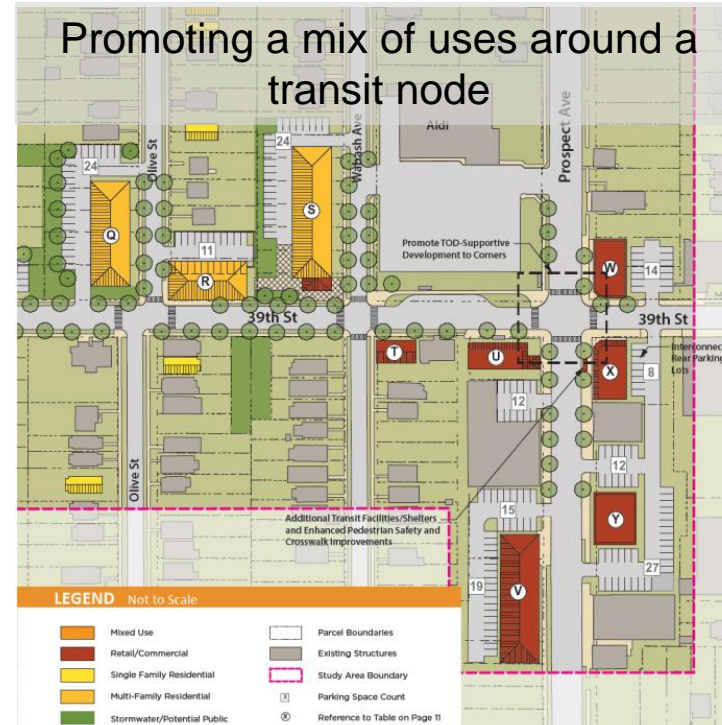 Promoting a mix of uses around a
transit node
Olive St
Wabash Ave
Aldi
Prospect Ave
24
24
Q
S
11
R
Promote TOD-Supportive
Development to Corners
W
14
39th St
39th St
T
U
X
Interconnec
Rear Parking
Lots
8
12
12
Olive St
15
Y
Additional Transit Facilities/Shelters
and Enhanced Pedestrian Safety and
Crosswalk Improvements
19
V
27
LEGEND Not to Scale
Mixed Use
Retail/Commercial
Single Family Residential
Multi-Family Residential
Stormwater/Potential Public
Parcel Boundaries
Existing Structures
Study Area Boundary
X Parking Space Count
Reference to Table on Page 11